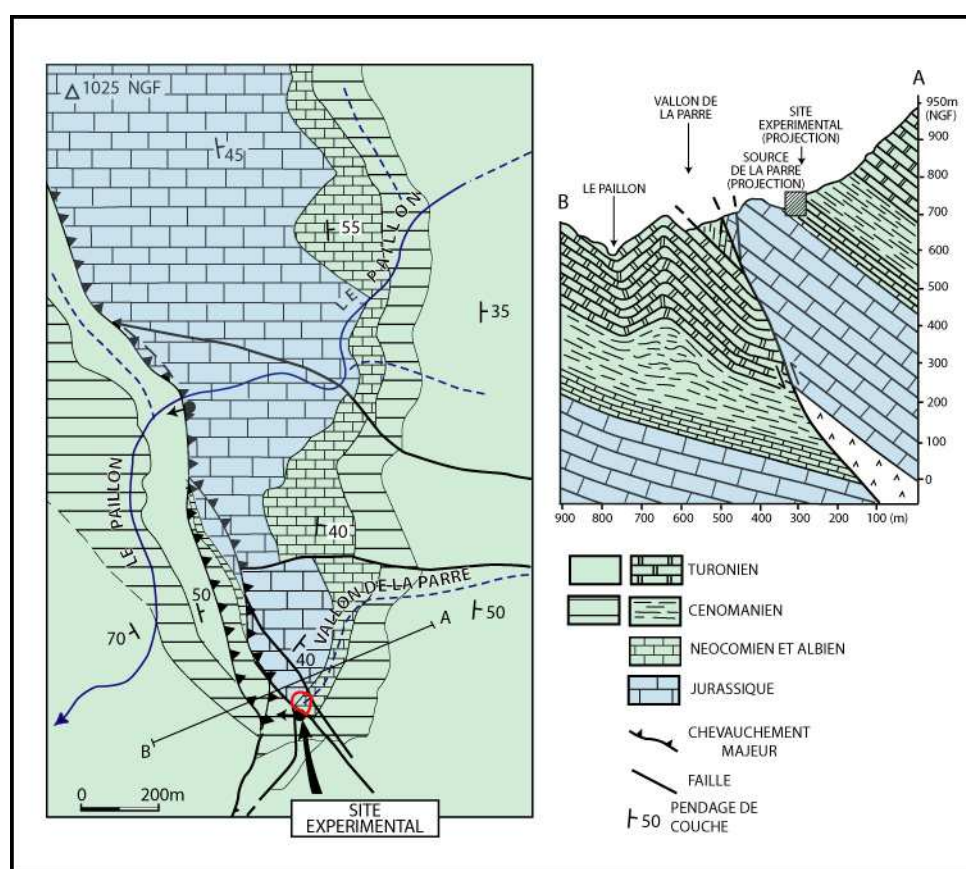 1025 NGF
45
55
LE PAILLON
35
40
LE PAILLON
50
70
VALLON DE LA PARRE
50
A
40
B
0 200m
SITE
EXPERIMENTAL
A
VALLON DE
LA PARRE
SITE
EXPERIMENTAL
(PROJECTION)
SOURCE
DE LA PARRE
(PROJECTION)
LE PAILLON
B
950m
(NGF)
900
800
700
600
500
400
300
200
100
0
900 800 700 600 500 400 300 200 100 (m)
TURONIEN
CENOMANIEN
NEOCOMIEN ET ALBIEN
JURASSIQUE
CHEVAUCHEMENT
MAJEUR
FAILLE
50 PENDAGE DE
COUCHE